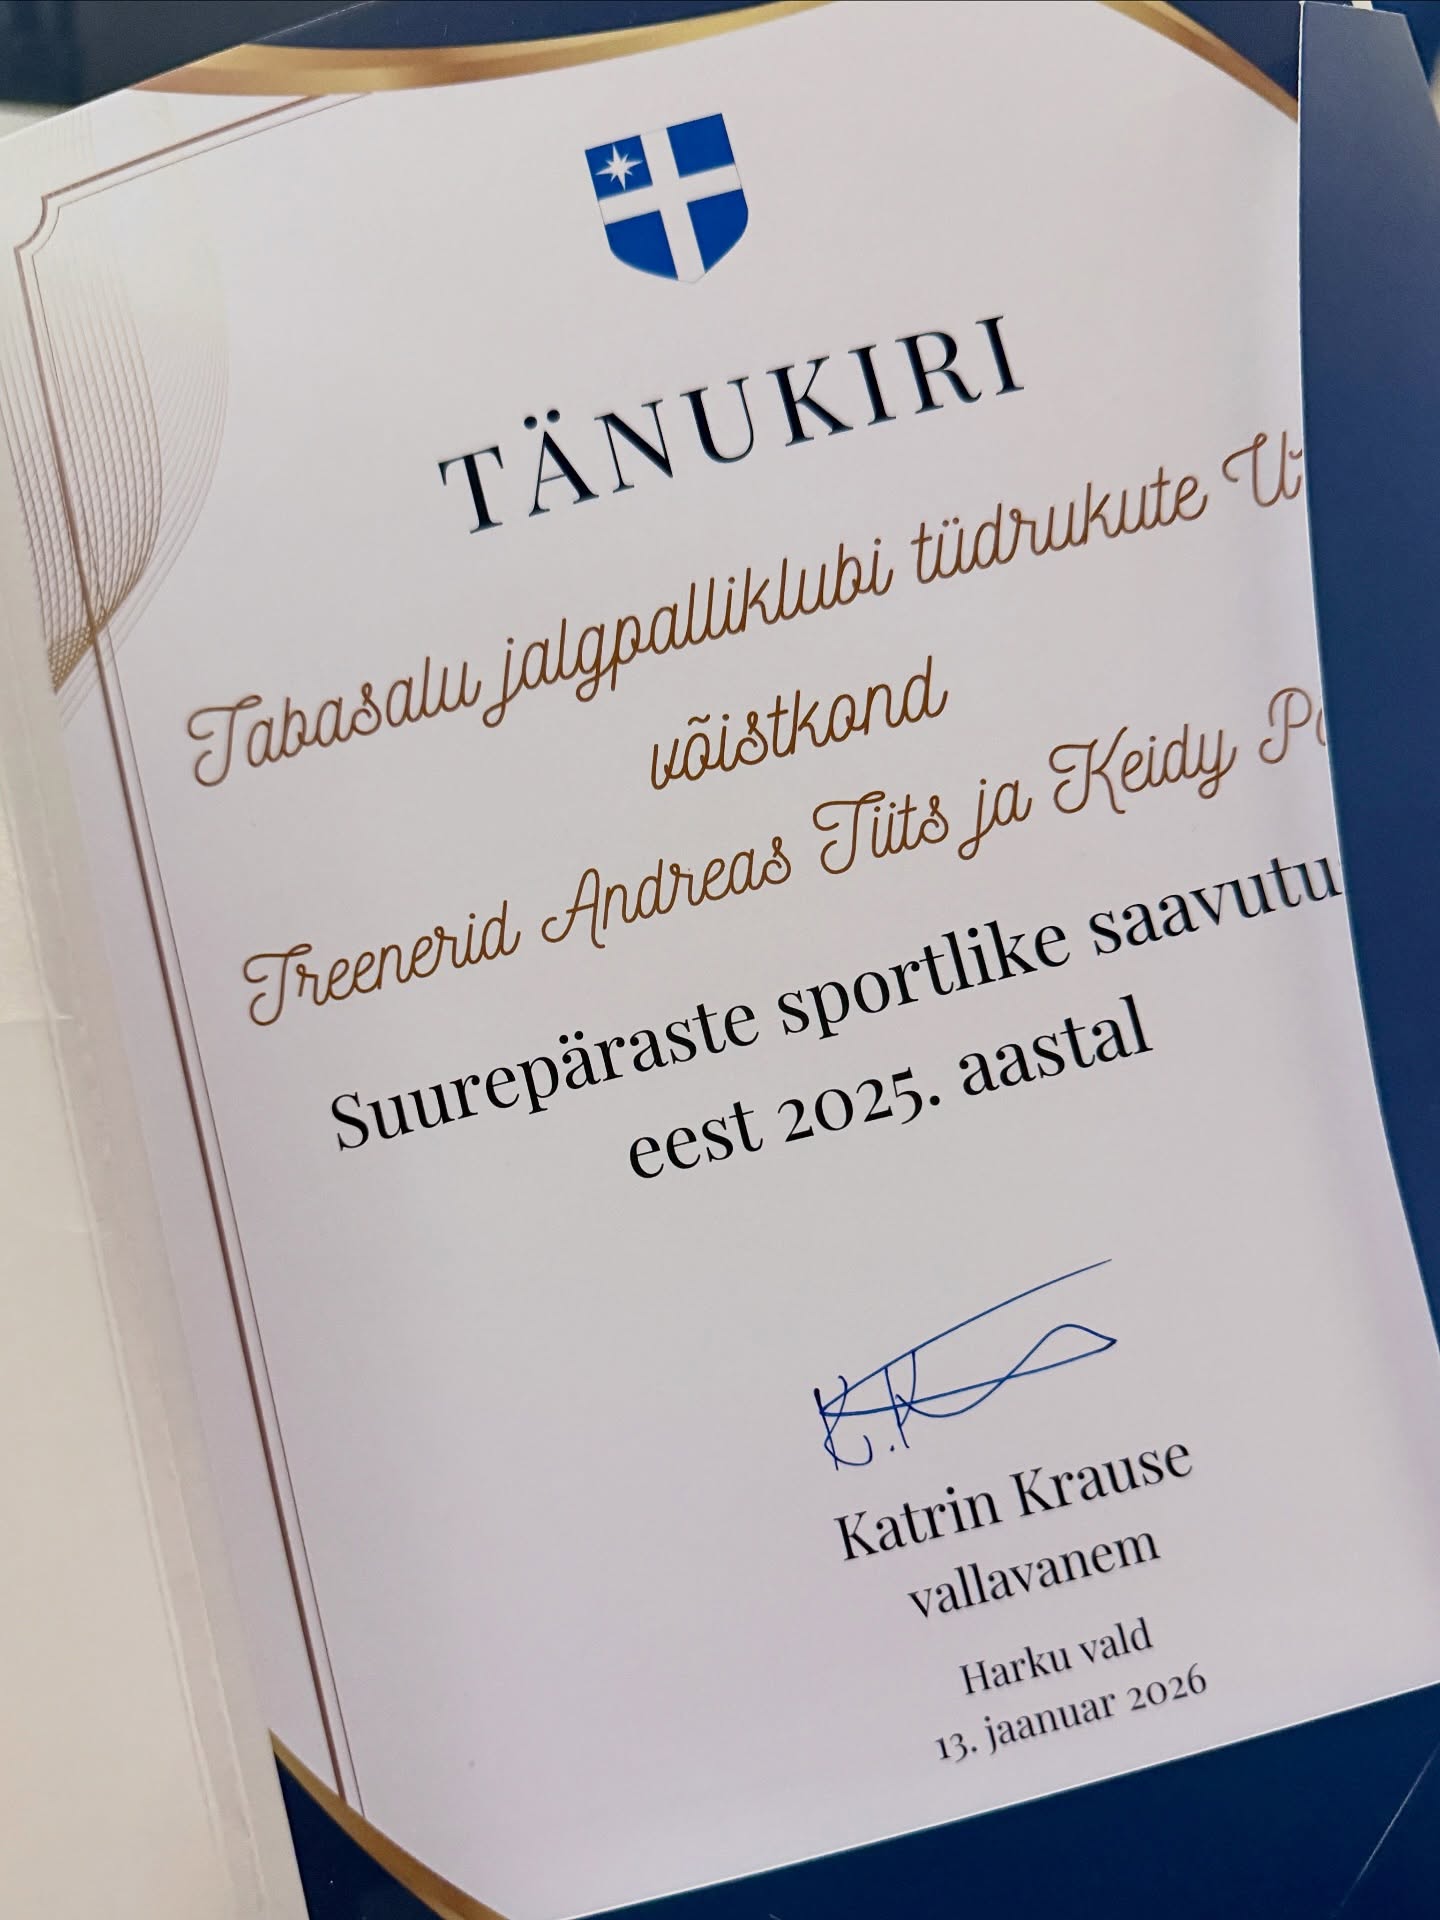 TÄNUKIRI
Tabasalu jalgpalliklubi tüdrukute
võistkond
Treenerid Andreas Tiits ja Keidy
Suurepäraste sportlike
eest 2025. aastal
K.K
Katrin Krause
vallavanem
Harku vald
13. jaanuar 2026